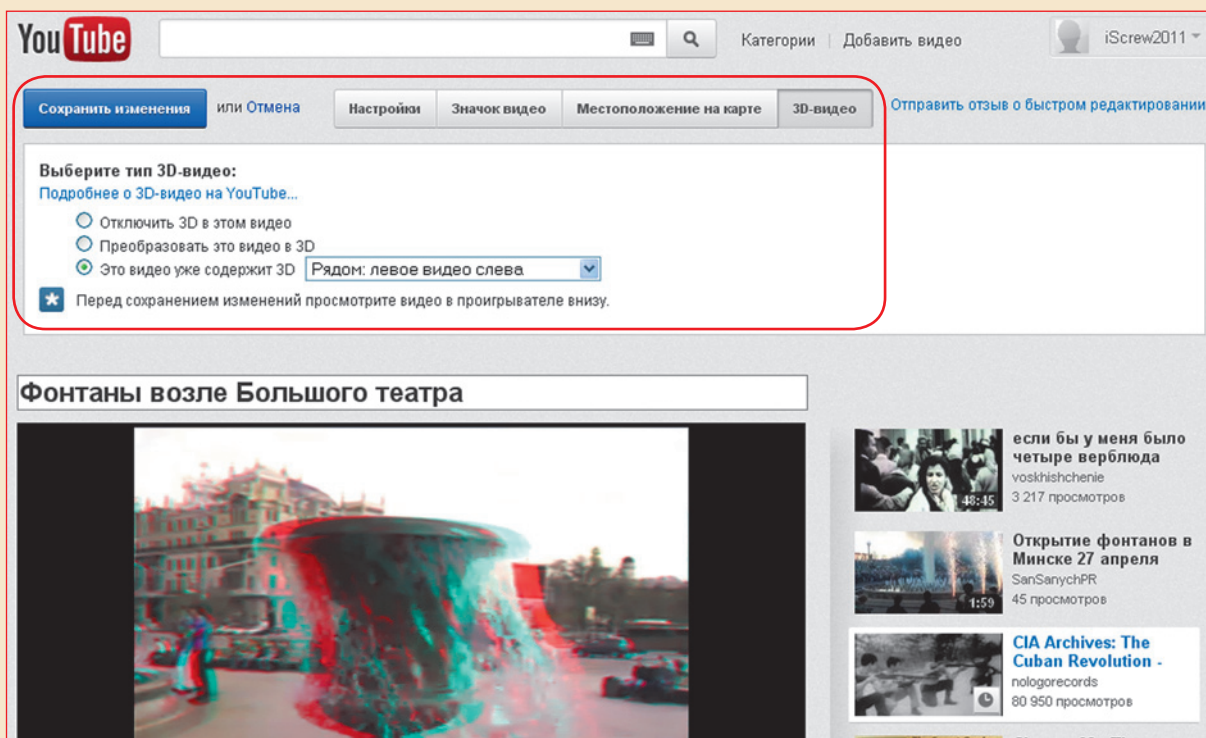 YouTube
Категории | Добавить видео
iScrew2011
Сохранить изменения или Отмена
Настройки
Значок видео
Местоположение на карте
3D-видео
Отправить отзыв о быстром редактировании
Выберите тип 3D-видео:
Подробнее о 3D-видео на YouTube...
Отключить 3D в этом видео
Преобразовать это видео в 3D
Это видео уже содержит 3D Рядом: левое видео слева
Перед сохранением изменений просмотрите видео в проигрывателе внизу.
Фонтаны возле Большого театра
если бы у меня было
четыре верблюда
voskhishchenie
3 217 просмотров
48:45
Открытие фонтанов в
Минске 27 апреля
SanSanychPR
45 просмотров
1:59
CIA Archives: The
Cuban Revolution -
nologorecords
80 950 просмотров